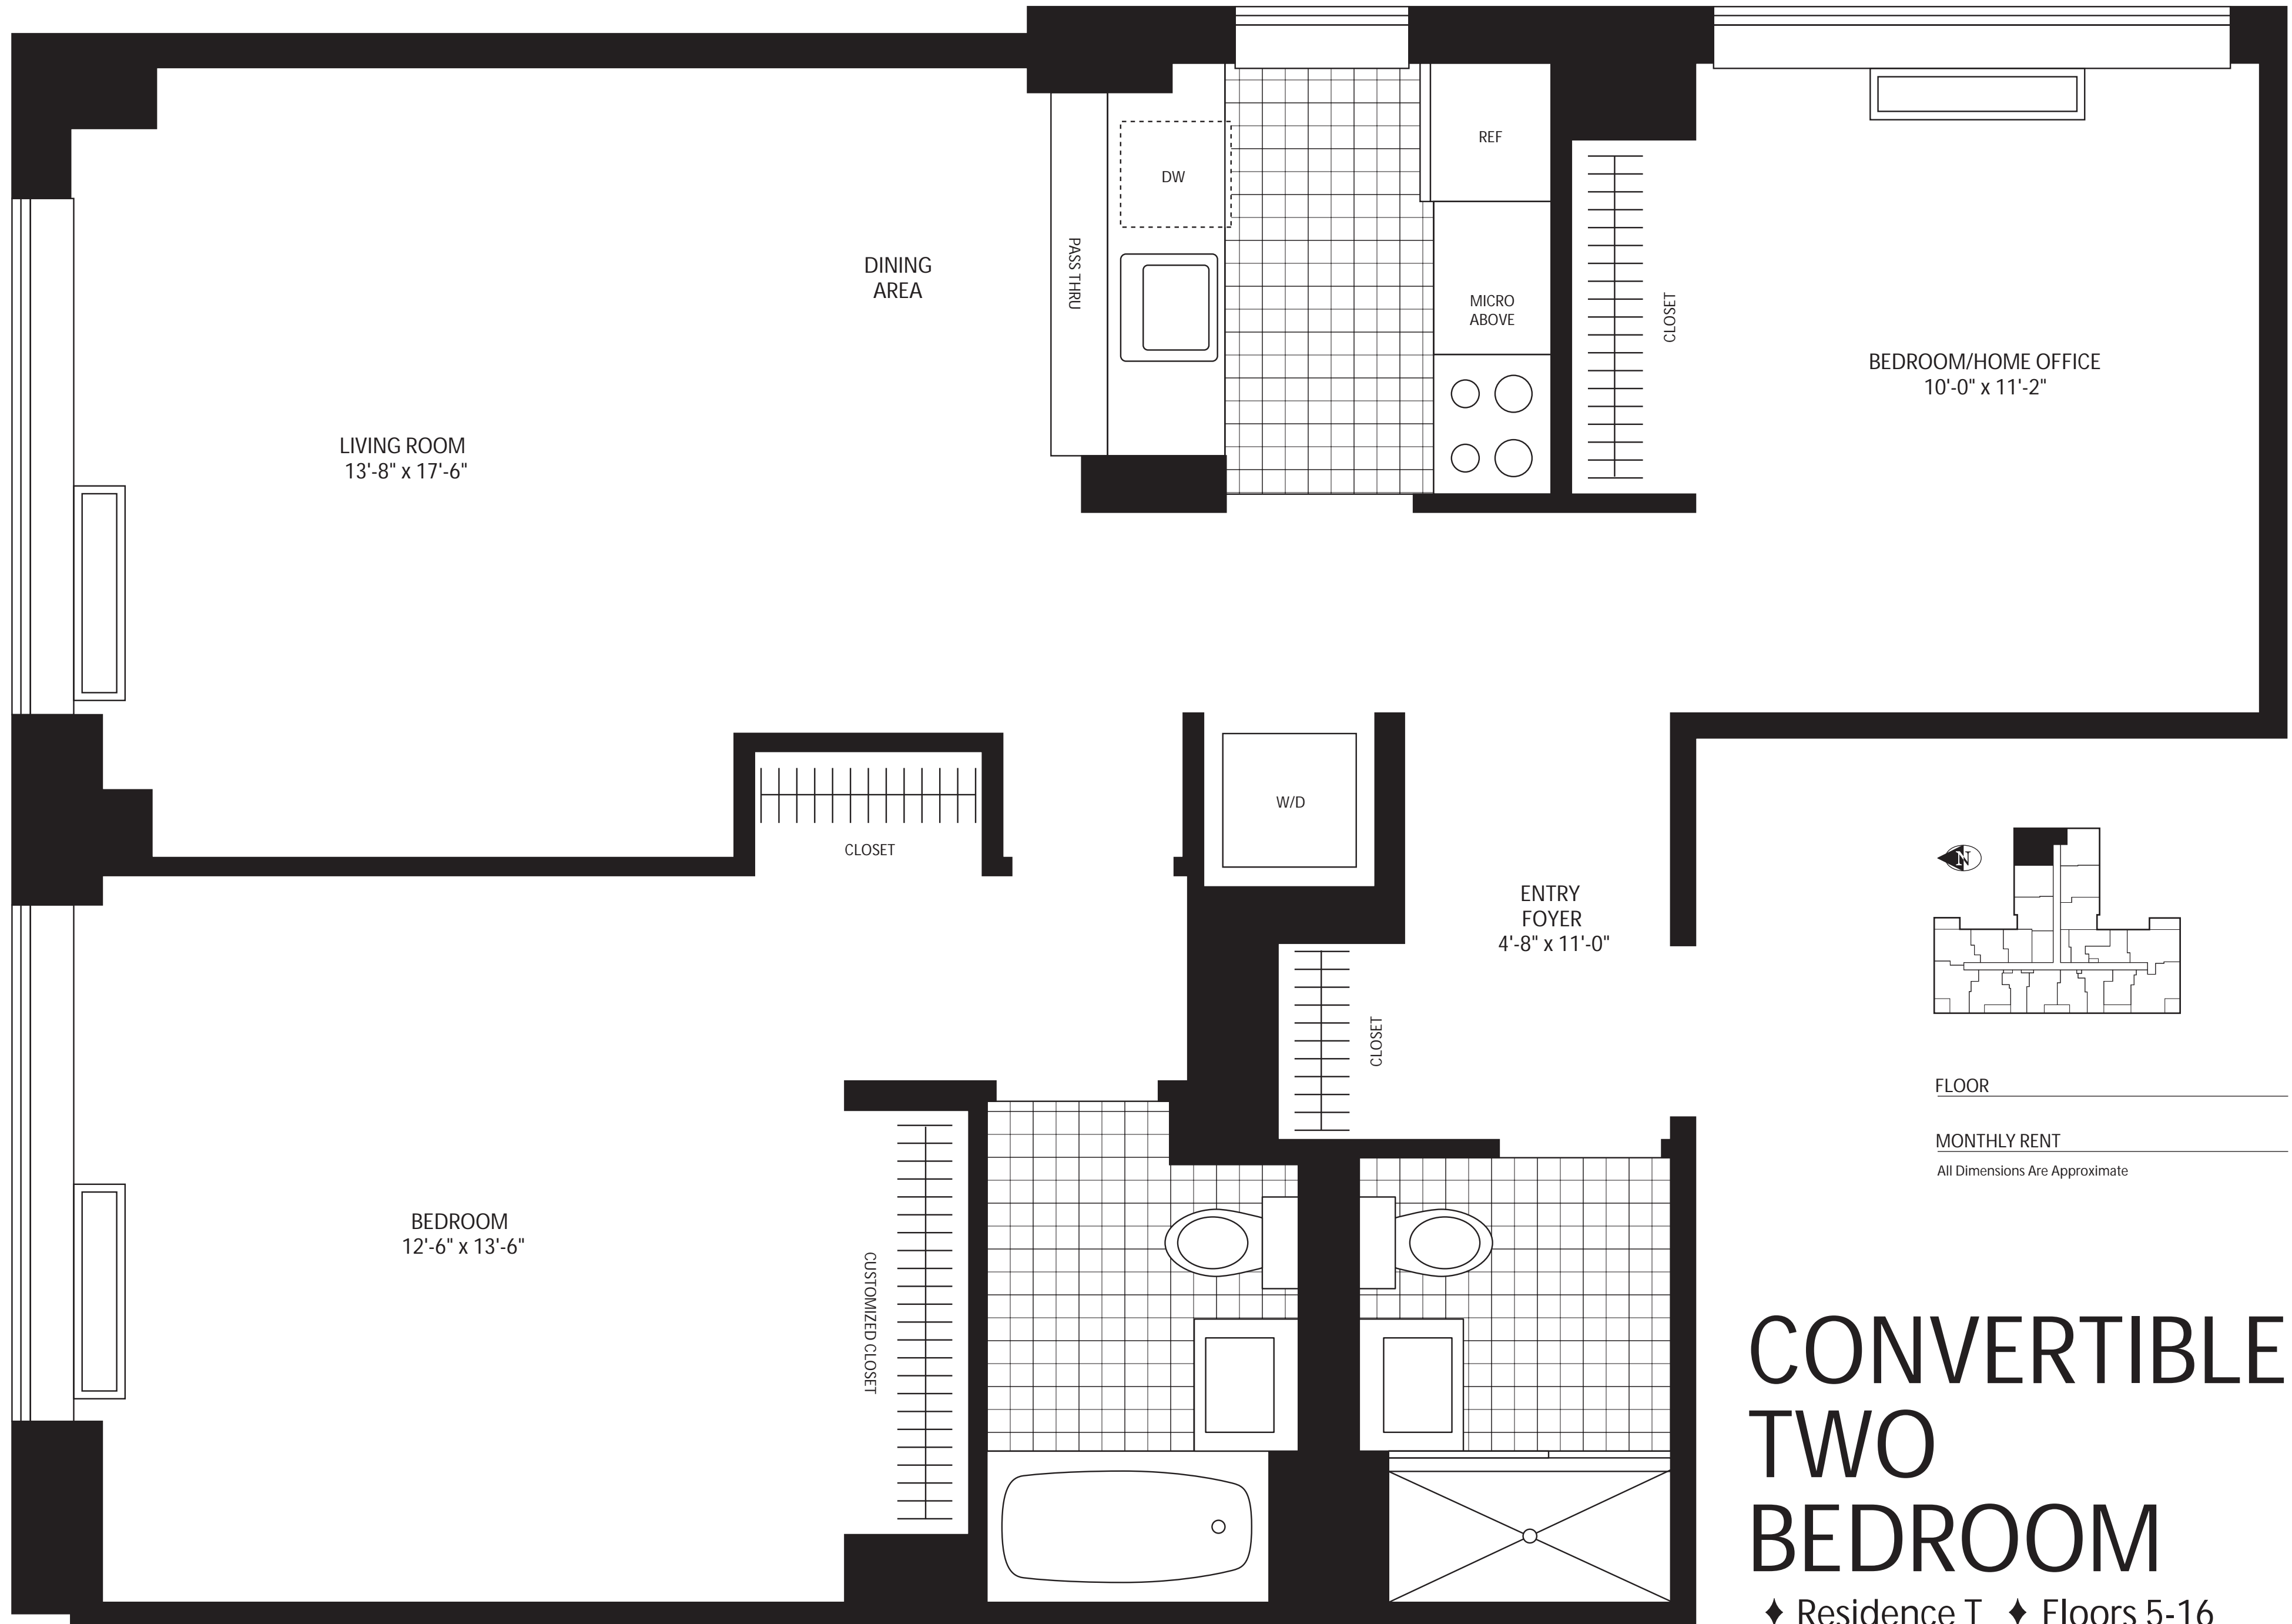 REF
DW
PASS THRU
DINING
AREA
MICRO
ABOVE
CLOSET
BEDROOM/HOME OFFICE
10'-0" x 11'-2"
LIVING ROOM
13'-8" x 17'-6"
W/D
CLOSET
ENTRY
FOYER
4'-8" x 11'-0"
CLOSET
N
FLOOR
MONTHLY RENT
All Dimensions Are Approximate
BEDROOM
12'-6" x 13'-6"
CUSTOMIZED CLOSET
CONVERTIBLE
TWO
BEDROOM
♦ Residence T ♦ Floors 5-16